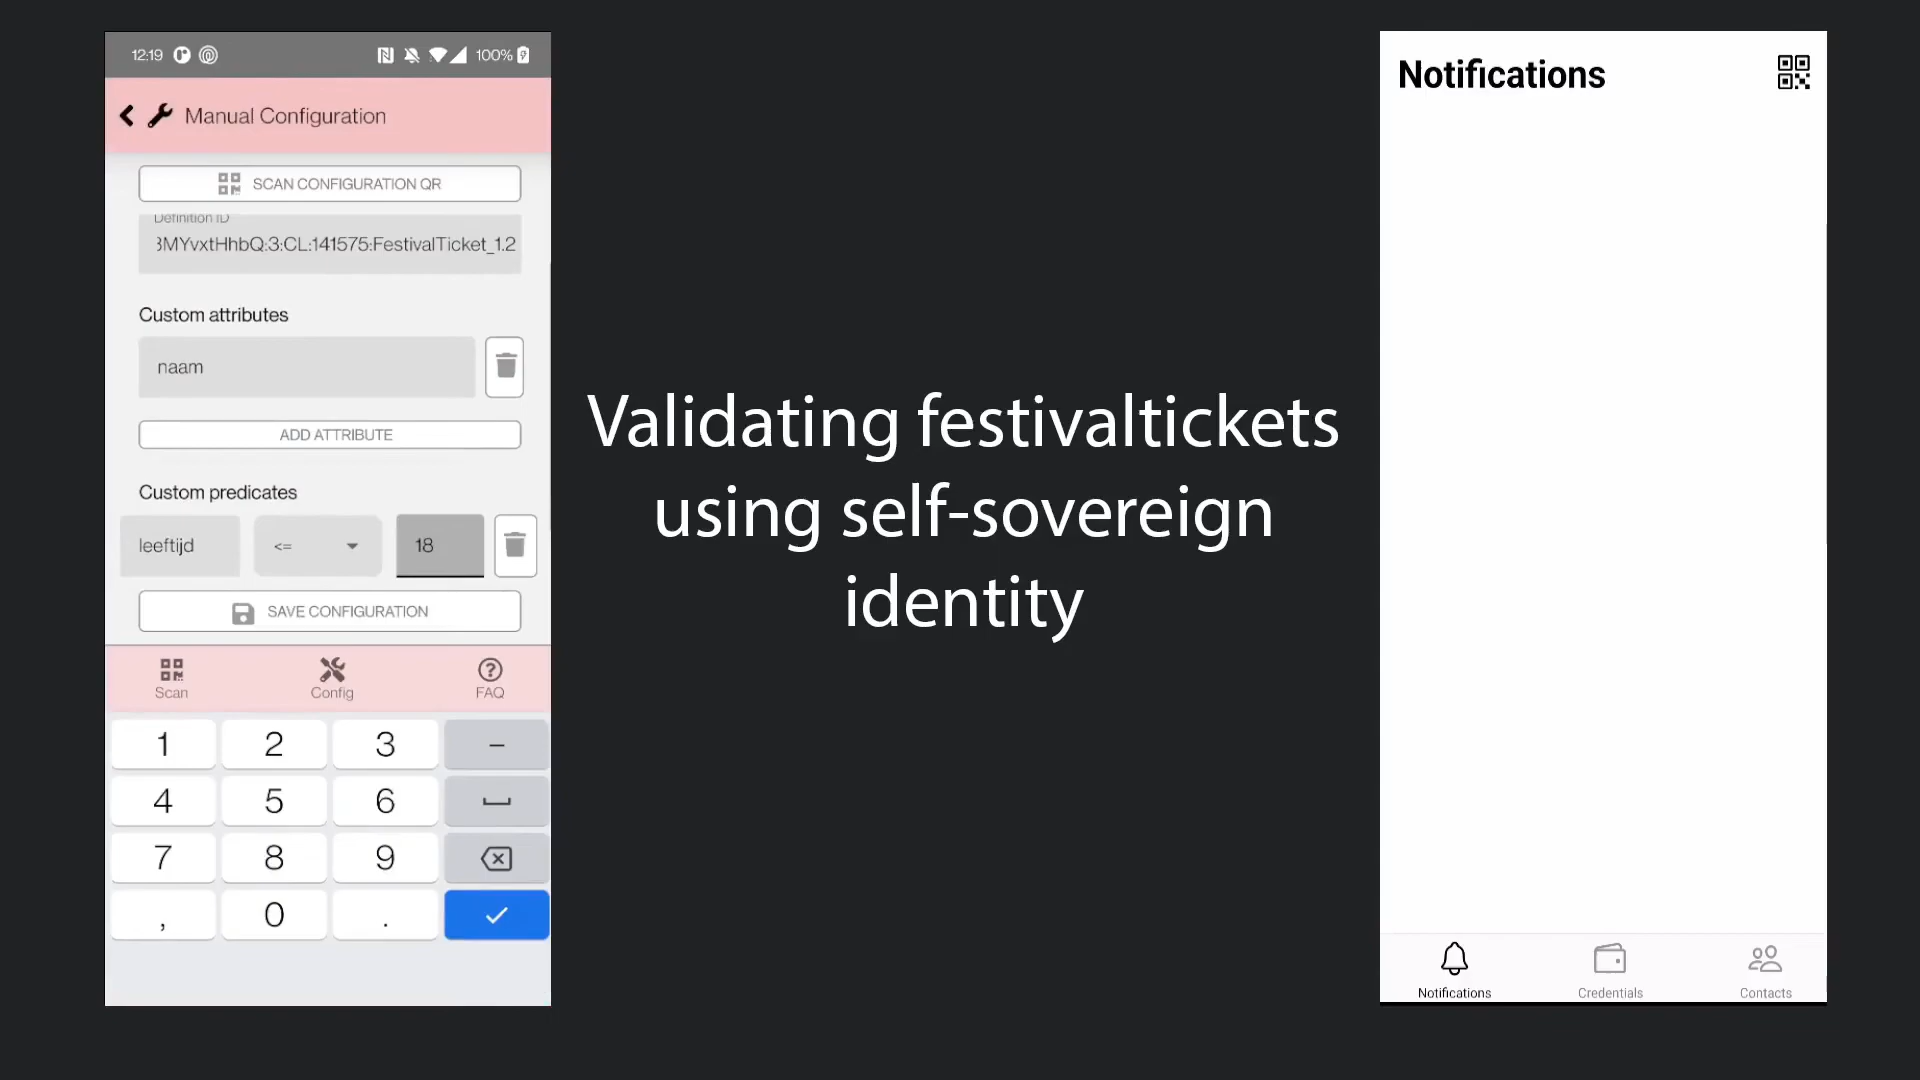 12:19
100%
Manual Configuration
SCAN CONFIGURATION QR
Definition ID
3MYvxtHhbQ:3:CL:141575:FestivalTicket_1.2
Custom attributes
naam
ADD ATTRIBUTE
Custom predicates
leeftijd <= 18
SAVE CONFIGURATION
Scan Config FAQ
1 2 3 –
4 5 6
7 8 9
, 0 .
Validating festivaltickets
using self-sovereign
identity
Notifications
Notifications Credentials Contacts